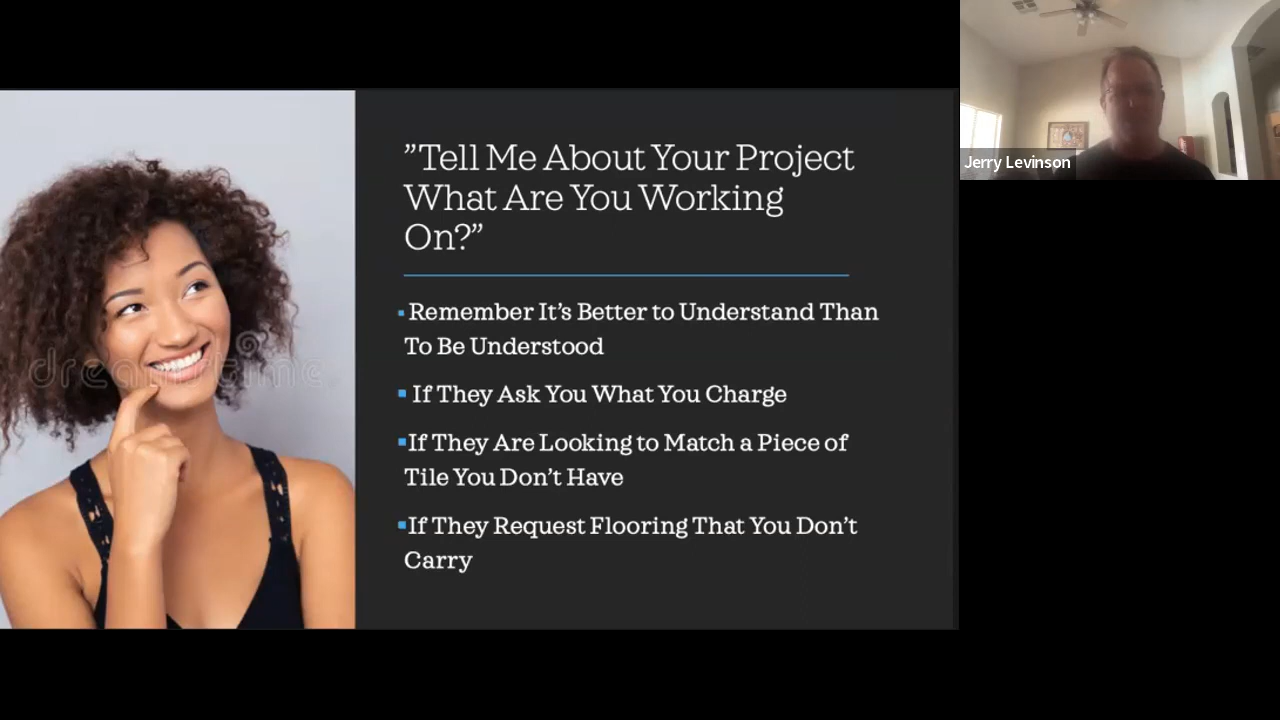 ”Tell Me About Your Project
What Are You Working
On?”
▪Remember It’s Better to Understand Than
To Be Understood
▪ If They Ask You What You Charge
▪If They Are Looking to Match a Piece of
Tile You Don’t Have
▪If They Request Flooring That You Don’t
Carry
dreamstime
Jerry Levinson